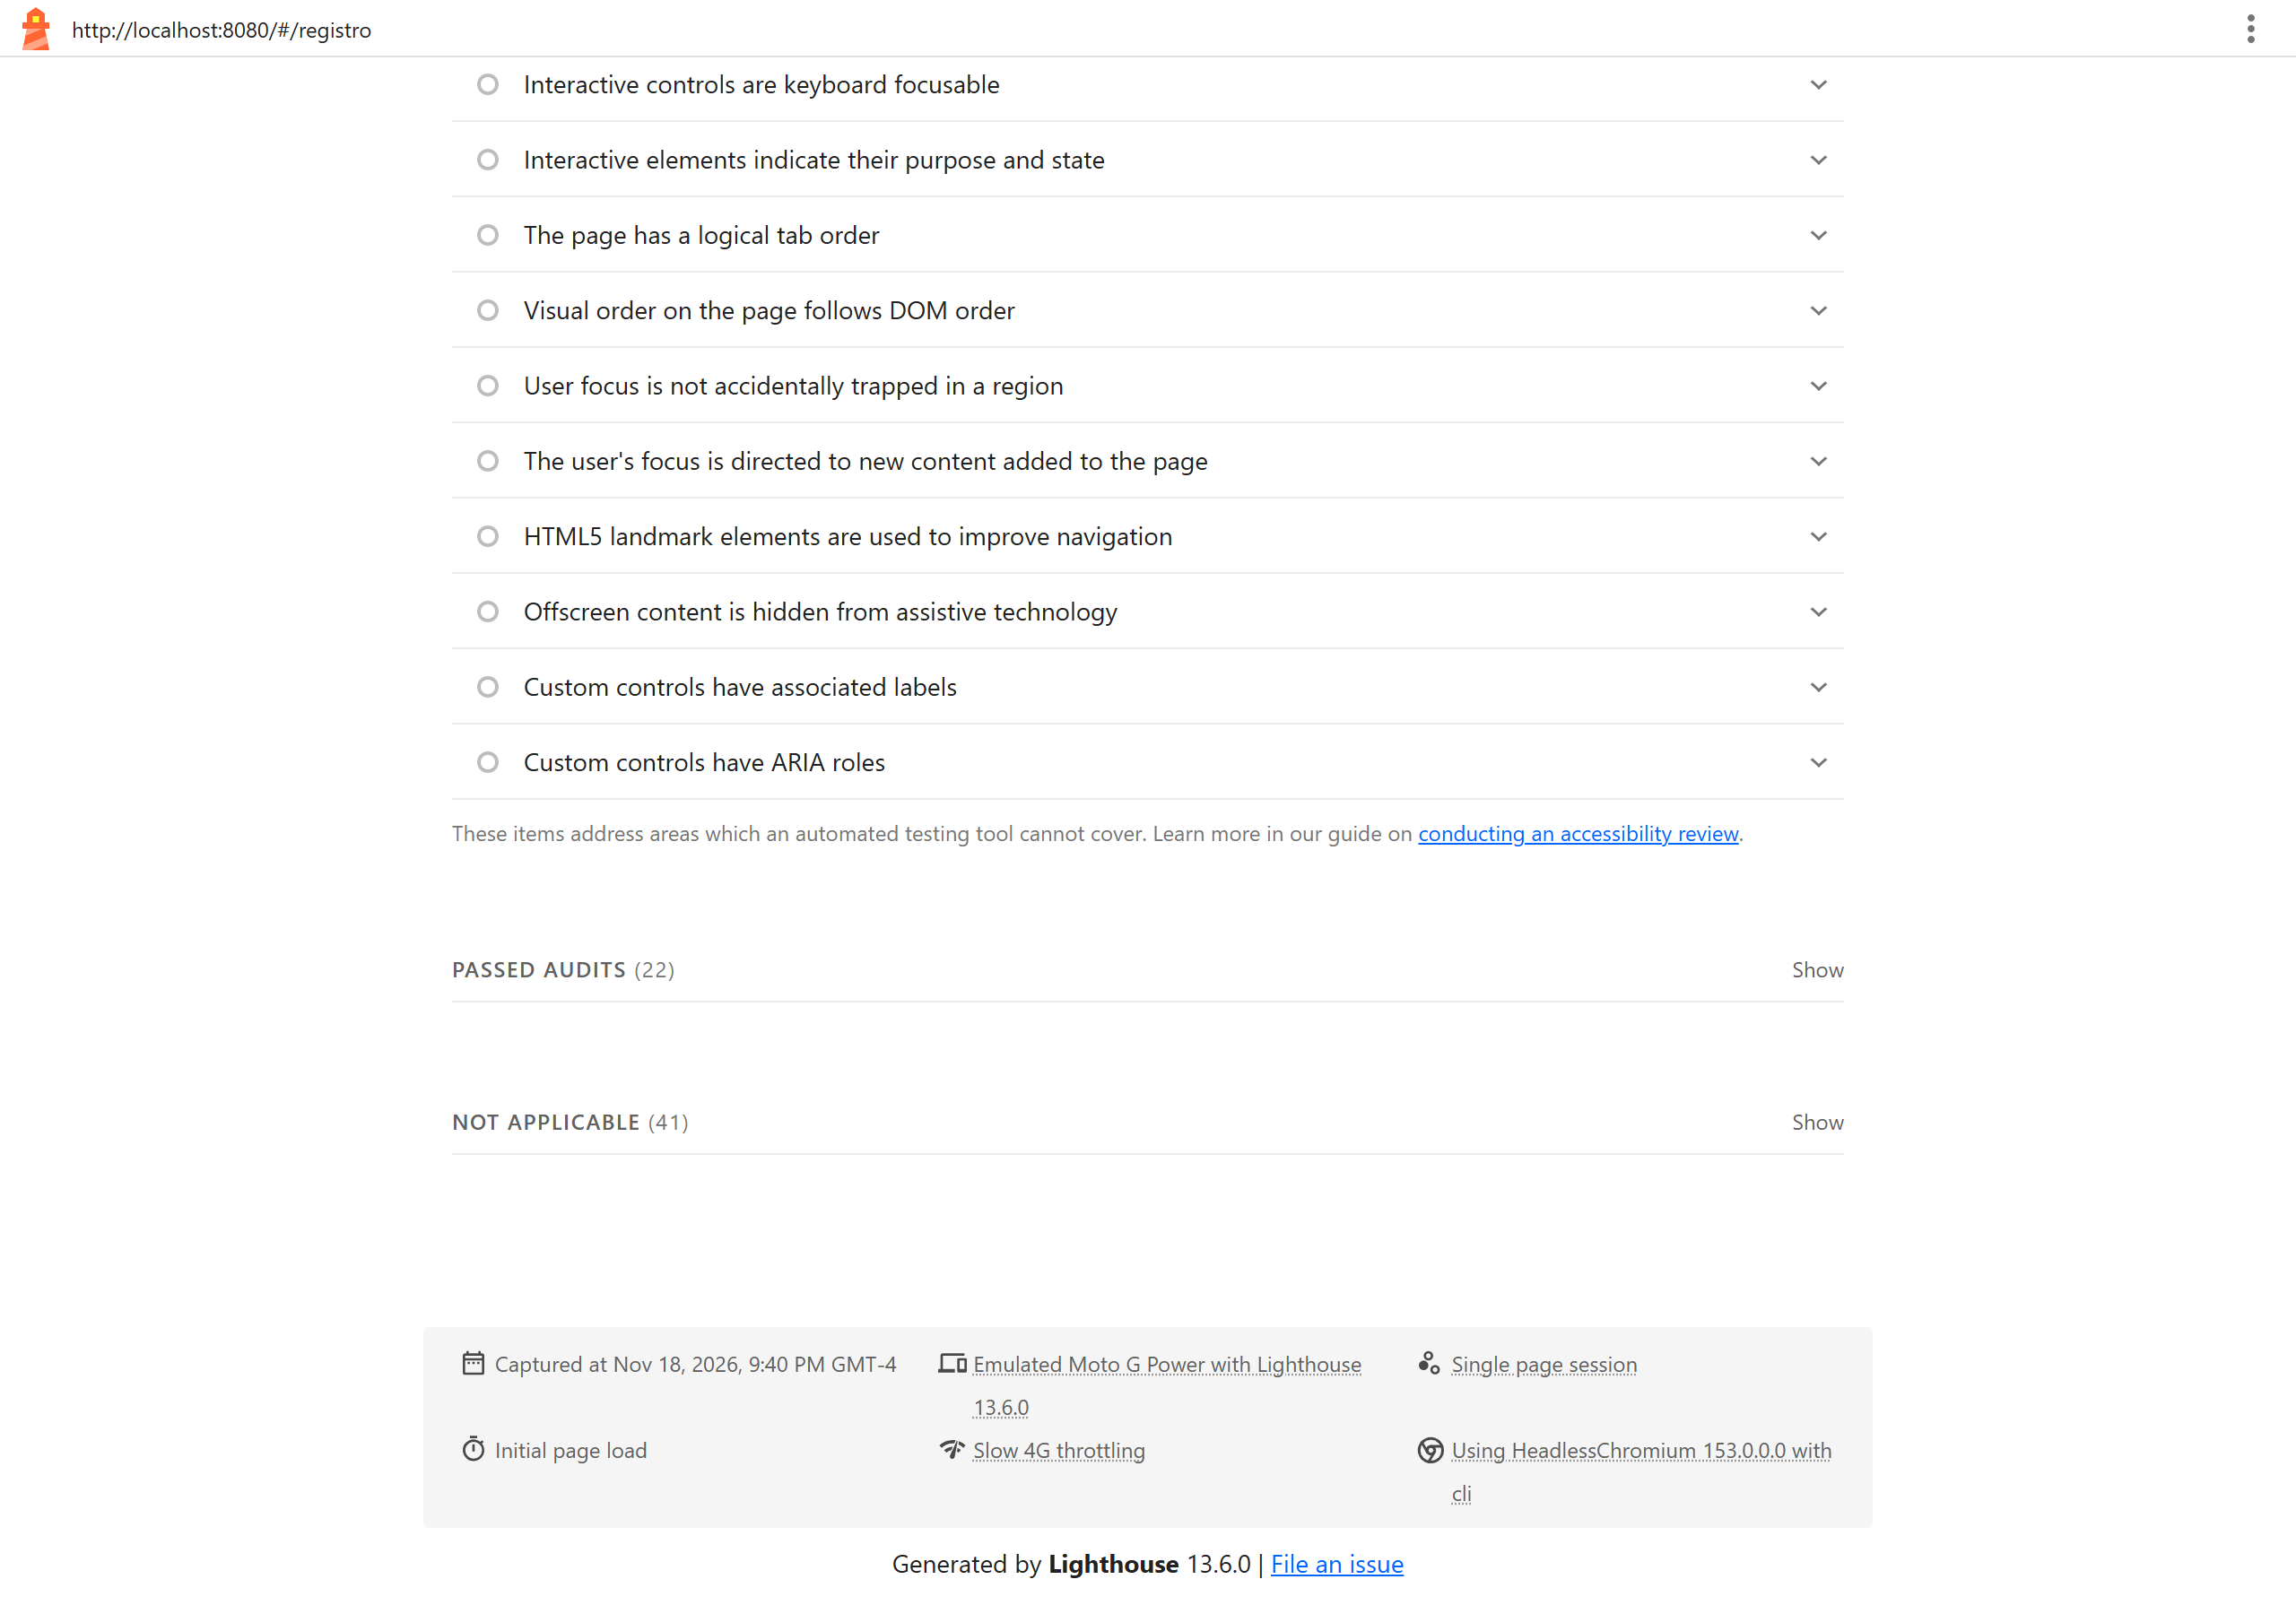 http://localhost:8080/#/registro
Interactive controls are keyboard focusable
Interactive elements indicate their purpose and state
The page has a logical tab order
Visual order on the page follows DOM order
User focus is not accidentally trapped in a region
The user's focus is directed to new content added to the page
HTML5 landmark elements are used to improve navigation
Offscreen content is hidden from assistive technology
Custom controls have associated labels
Custom controls have ARIA roles
These items address areas which an automated testing tool cannot cover. Learn more in our guide on conducting an accessibility review.
PASSED AUDITS (22) Show
NOT APPLICABLE (41) Show
Captured at Nov 18, 2026, 9:40 PM GMT-4
Emulated Moto G Power with Lighthouse
13.6.0
Single page session
Initial page load
Slow 4G throttling
Using HeadlessChromium 153.0.0.0 with
cli
Generated by Lighthouse 13.6.0 | File an issue